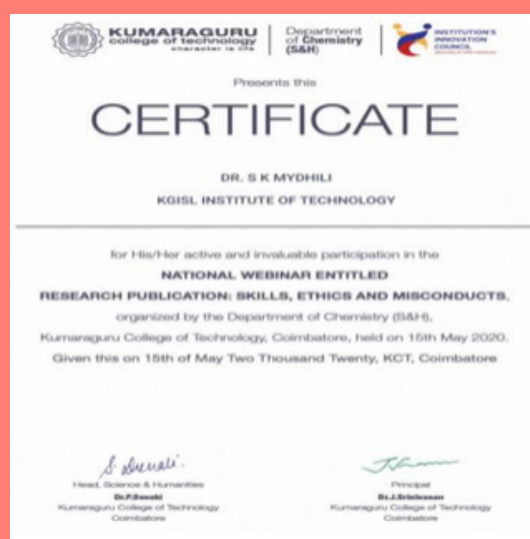 KUMARAGURU
college of technology
character is life
Department
of Chemistry
(S&H)
INSTITUTION'S
INNOVATION
COUNCIL
Presents this
CERTIFICATE
DR. S K MYDHILI
KGISL INSTITUTE OF TECHNOLOGY
for His/Her active and invaluable participation in the
NATIONAL WEBINAR ENTITLED
RESEARCH PUBLICATION: SKILLS, ETHICS AND MISCONDUCTS,
organized by the Department of Chemistry (S&H),
Kumaraguru College of Technology, Coimbatore, held on 15th May 2020.
Given this on 15th of May Two Thousand Twenty, KCT, Coimbatore
Head, Science & Humanities
Principal
Dr.P.Devaki
Dr.J.Srinivasan
Kumaraguru College of Technology
Kumaraguru College of Technology
Coimbatore
Coimbatore